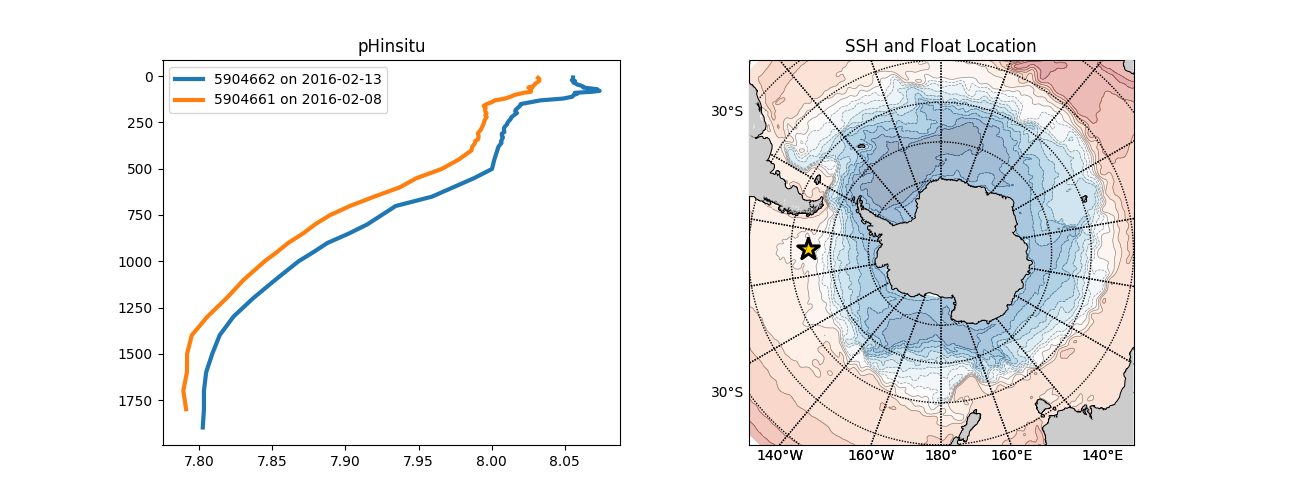 pHinsitu
5904662 on 2016-02-13
5904661 on 2016-02-08
0
250
500
750
1000
1250
1500
1750
7.80 7.85 7.90 7.95 8.00 8.05
SSH and Float Location
30°S
30°S
140°W 160°W 180° 160°E 140°E